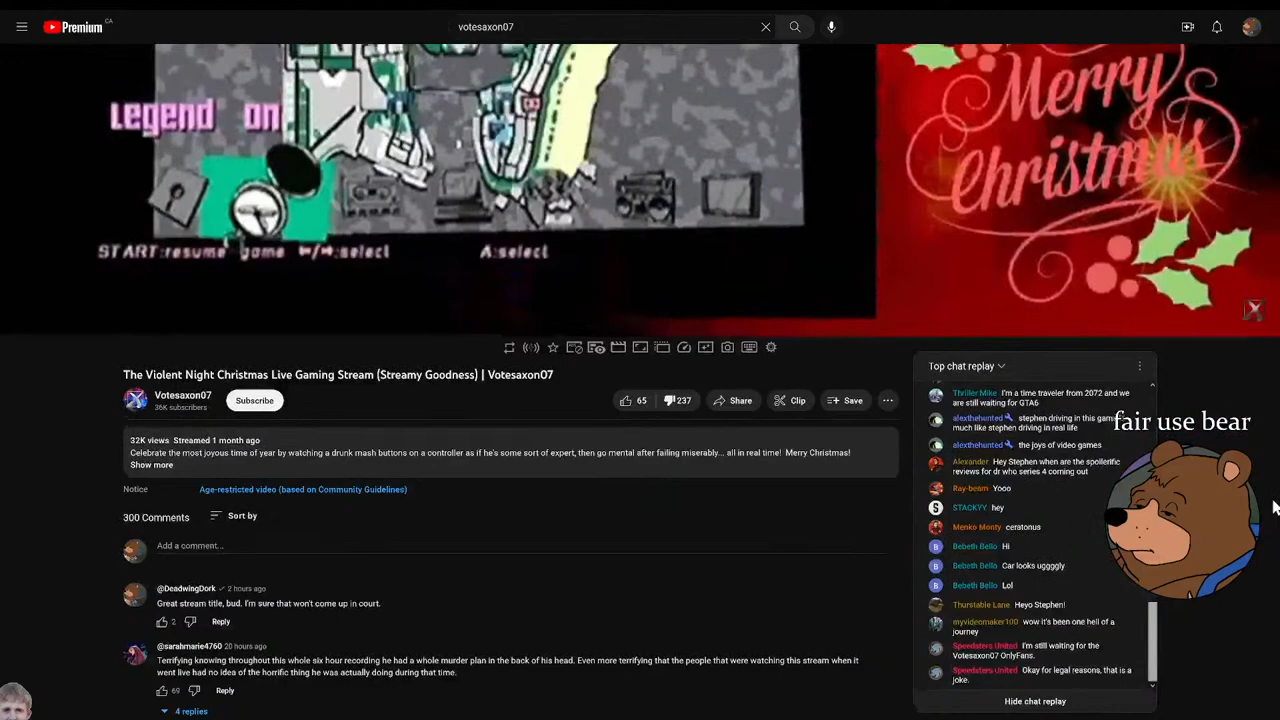 Premium CA
votesaxon07
Legend on
Merry
Christmas
START:resume game ⇦/⇨:select A:select
The Violent Night Christmas Live Gaming Stream (Streamy Goodness) | Votesaxon07
Votesaxon07
36K subscribers
Subscribe
65
237
Share
Clip
Save
32K views Streamed 1 month ago
Celebrate the most joyous time of year by watching a drunk mash buttons on a controller as if he's some sort of expert, then go mental after failing miserably... all in real time! Merry Christmas!
Show more
Notice
Age-restricted video (based on Community Guidelines)
300 Comments
Sort by
Add a comment...
@DeadwingDork 2 hours ago
Great stream title, bud. I'm sure that won't come up in court.
2
Reply
@sarahmarie4760 20 hours ago
Terrifying knowing throughout this whole six hour recording he had a whole murder plan in the back of his head. Even more terrifying that the people that were watching this stream when it
went live had no idea of the horrific thing he was actually doing during that time.
69
Reply
4 replies
Top chat replay
Thriller Mike I'm a time traveler from 2072 and we
are still waiting for GTA6
alexthehunted stephen driving in this game
much like stephen driving in real life
alexthehunted the joys of video games
Alexander Hey Stephen when are the spoilerific
reviews for dr who series 4 coming out
Ray-beam Yooo
STACKYY hey
Menko Monty ceratonus
Bebeth Bello Hi
Bebeth Bello Car looks uggggly
Bebeth Bello Lol
Thurstable Lane Heyo Stephen!
myvideomaker100 wow it's been one hell of a
journey
Speedsters United I'm still waiting for the
Votesaxon07 OnlyFans.
Speedsters United Okay for legal reasons, that is a
joke.
Hide chat replay
fair use bear